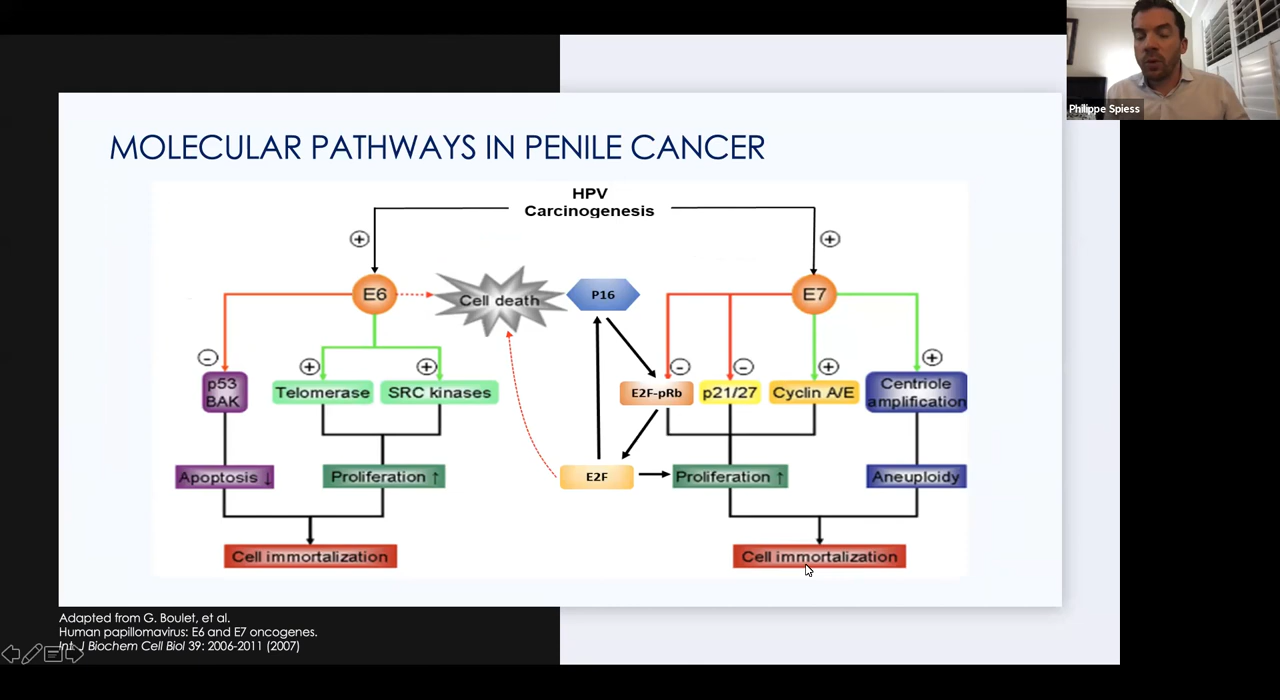 Philippe Spiess
MOLECULAR PATHWAYS IN PENILE CANCER
HPV
Carcinogenesis
+
+
E6
Cell death
P16
E7
-
+
+
-
-
+
+
p53
BAK
Telomerase
SRC kinases
E2F-pRb
p21/27
Cyclin A/E
Centriole
amplification
Apoptosis ↓
Proliferation ↑
E2F
Proliferation ↑
Aneuploidy
Cell immortalization
Cell immortalization
Adapted from G. Boulet, et al.
Human papillomavirus: E6 and E7 oncogenes.
Int. J Biochem Cell Biol 39: 2006-2011 (2007)